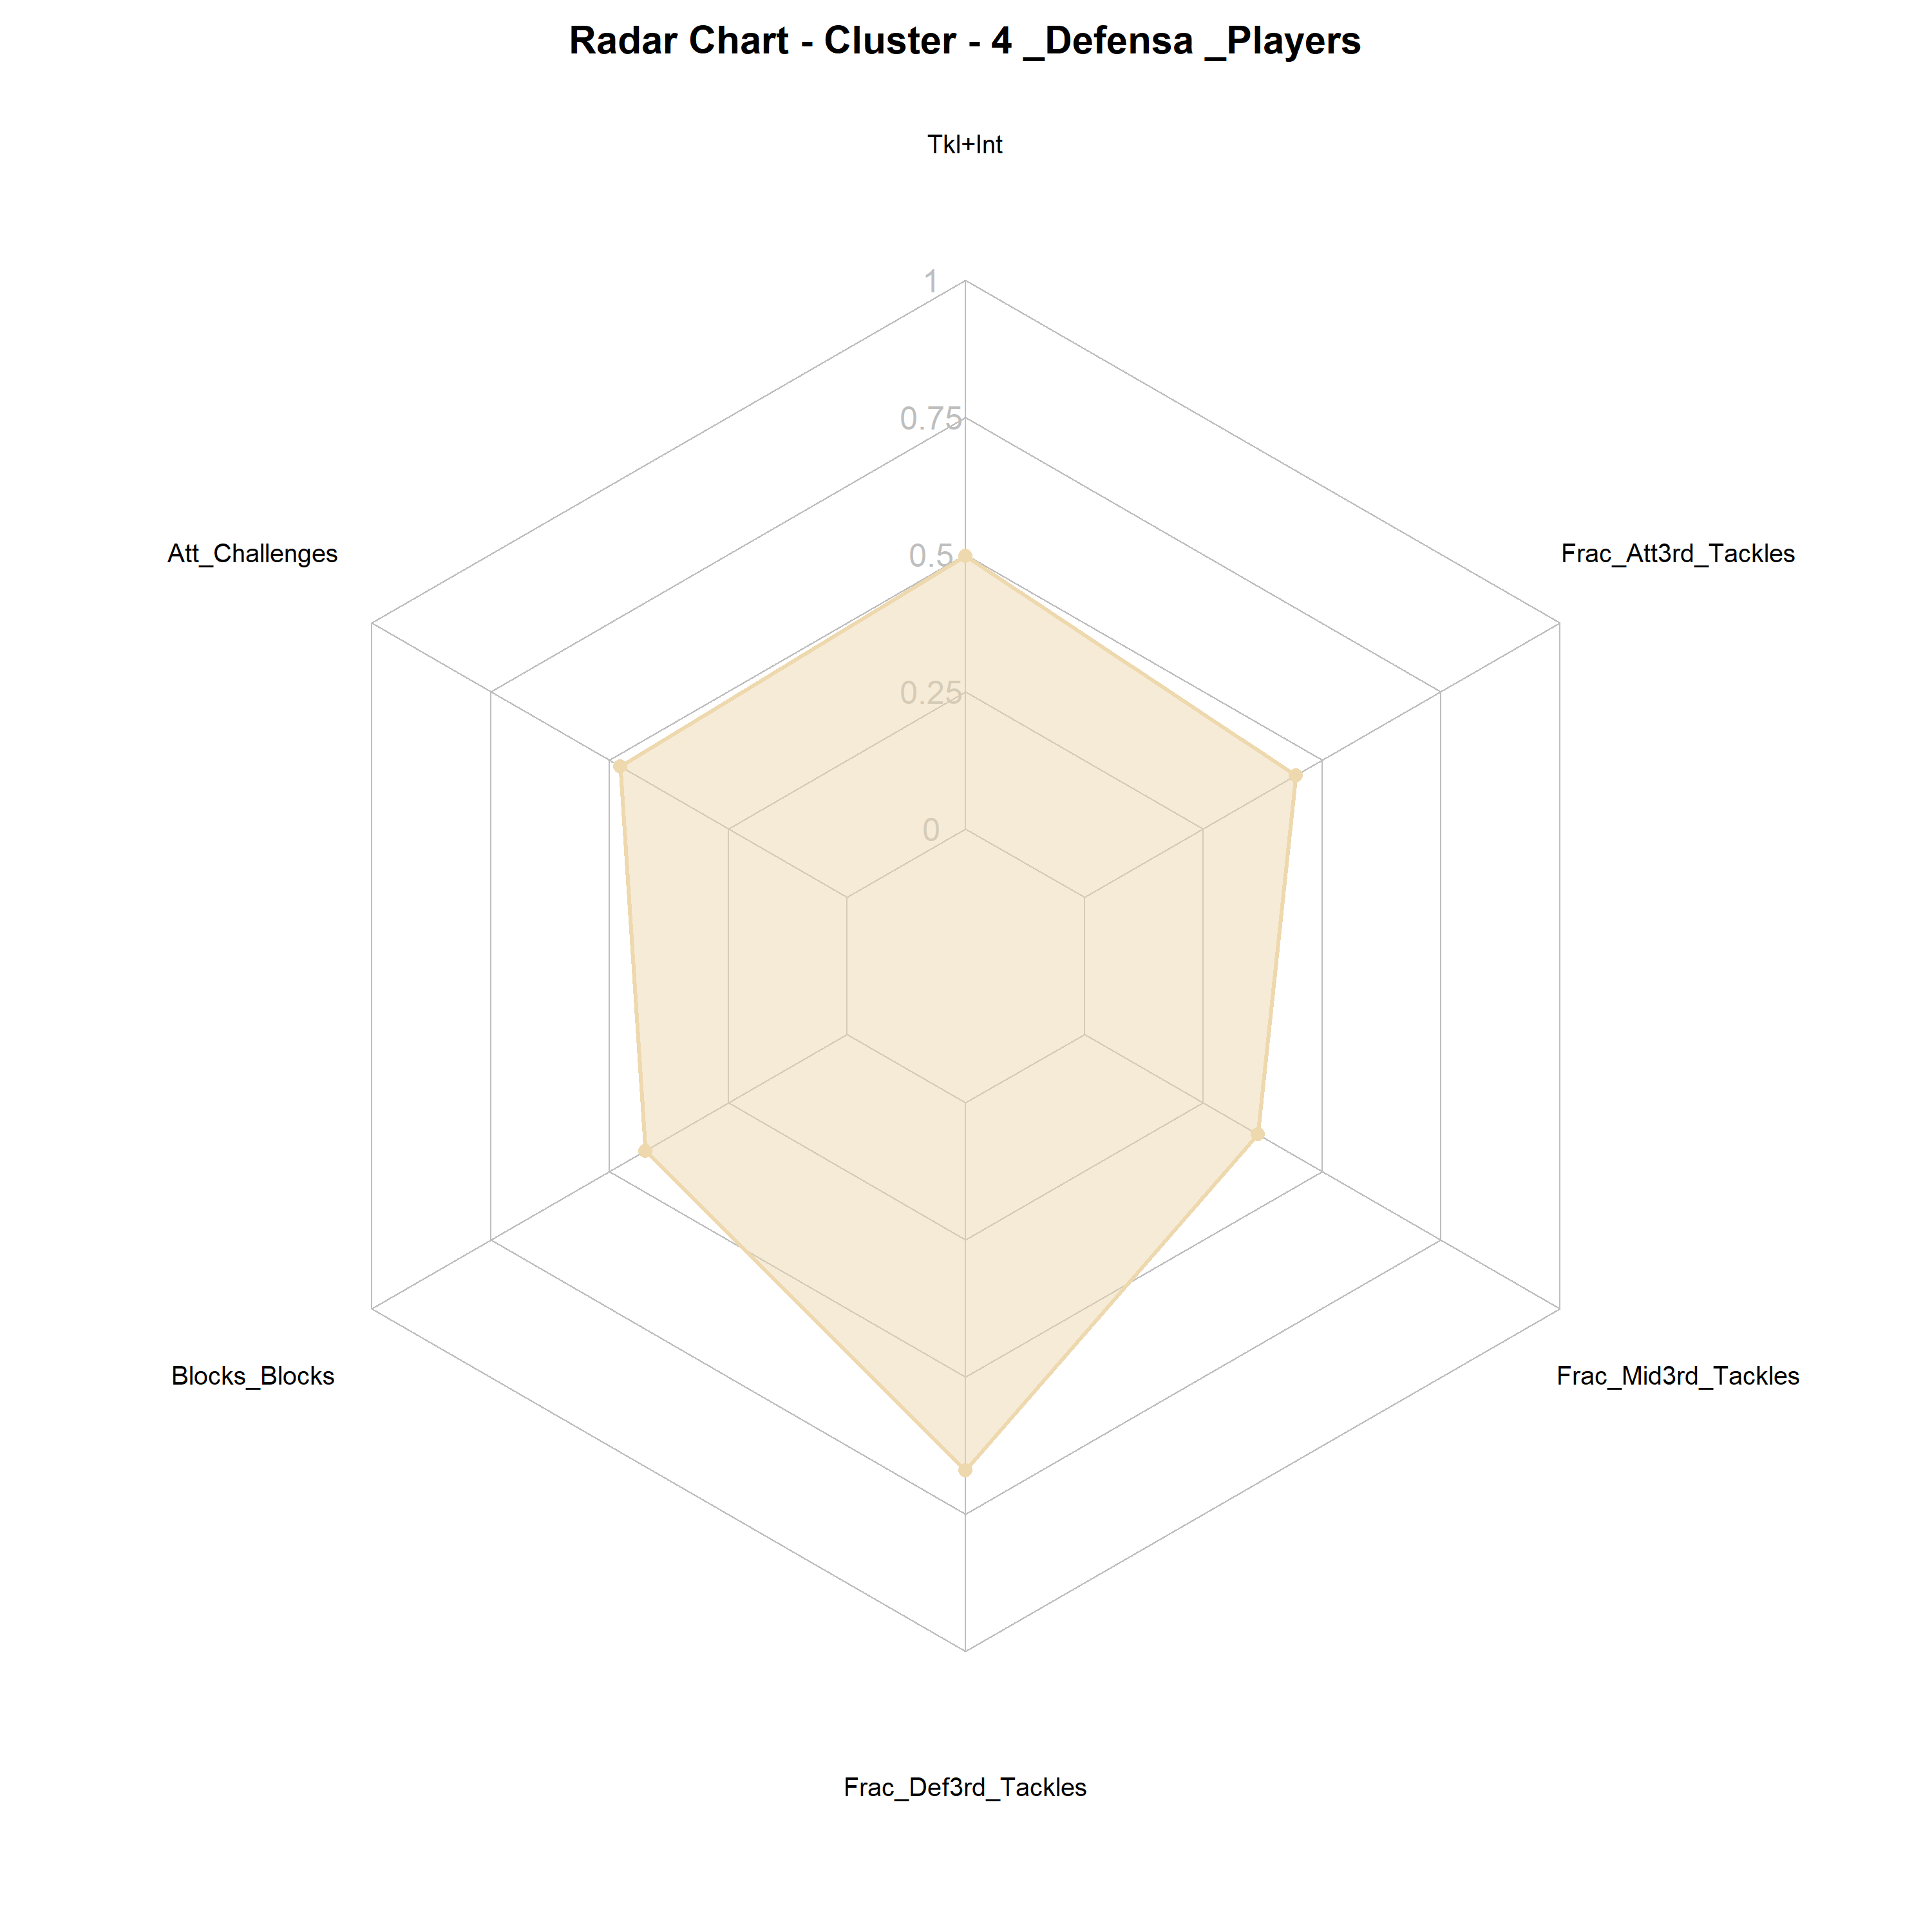 Radar Chart - Cluster - 4 _Defensa _Players
Tkl+Int
1
0.75
Att_Challenges
0.5
Frac_Att3rd_Tackles
0.25
0
Blocks_Blocks
Frac_Mid3rd_Tackles
Frac_Def3rd_Tackles